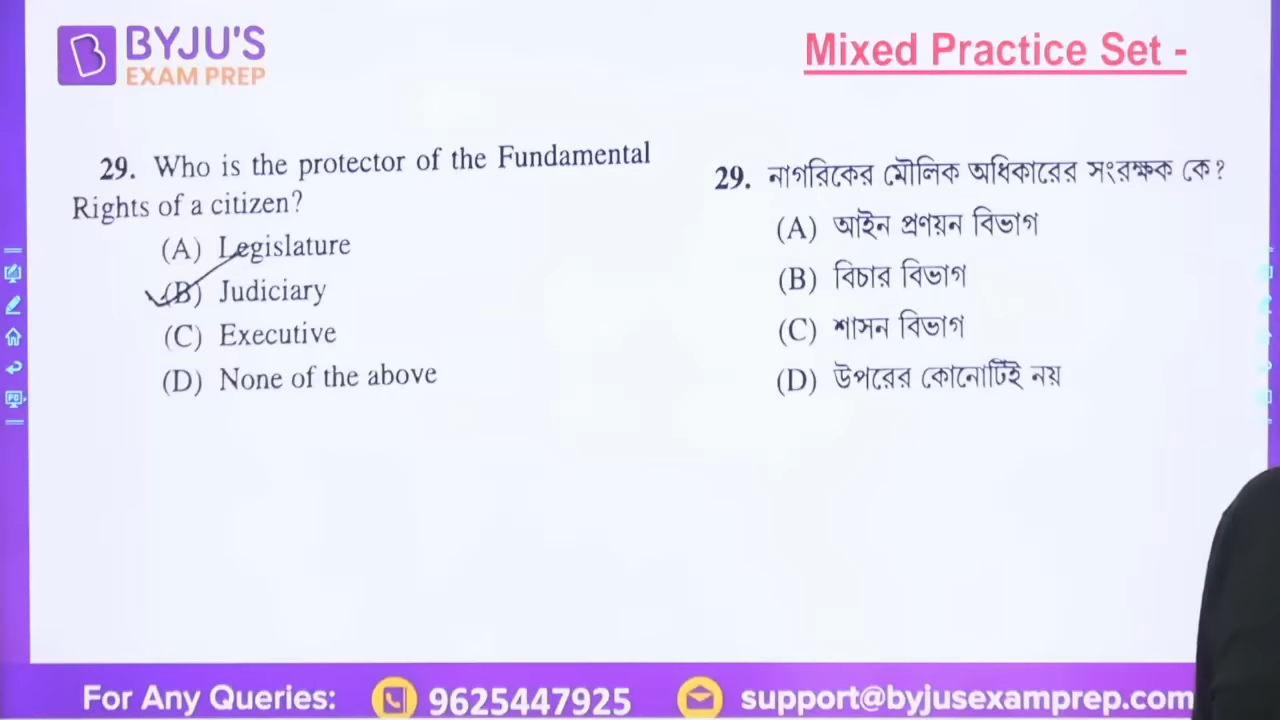 BYJU'S
EXAM PREP
Mixed Practice Set -
29. Who is the protector of the Fundamental
Rights of a citizen?
(A) Legislature
(B) Judiciary
(C) Executive
(D) None of the above
29. নাগরিকের মৌলিক অধিকারের সংরক্ষক কে?
(A) আইন প্রণয়ন বিভাগ
(B) বিচার বিভাগ
(C) শাসন বিভাগ
(D) উপরের কোনোটিই নয়
For Any Queries: 9625447925 support@byjusexamprep.com